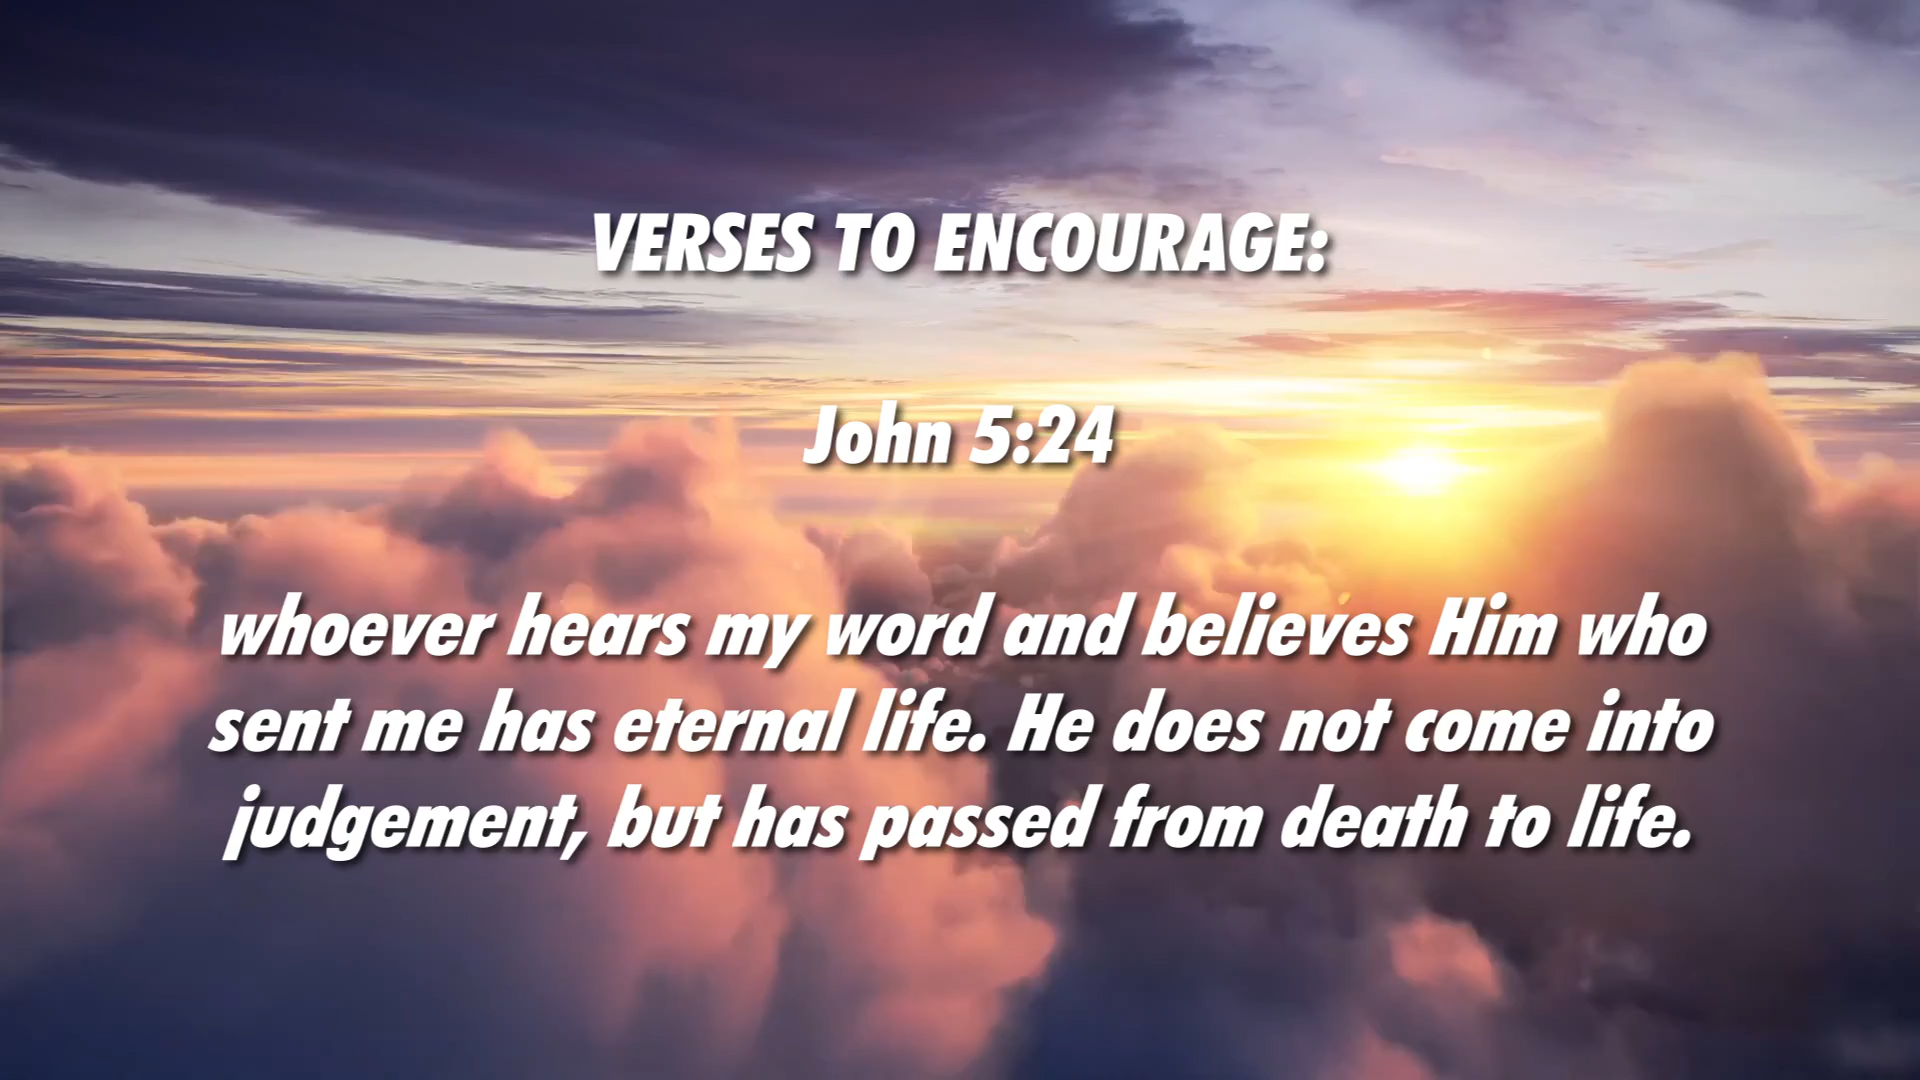 VERSES TO ENCOURAGE:
John 5:24
whoever hears my word and believes Him who
sent me has eternal life. He does not come into
judgement, but has passed from death to life.